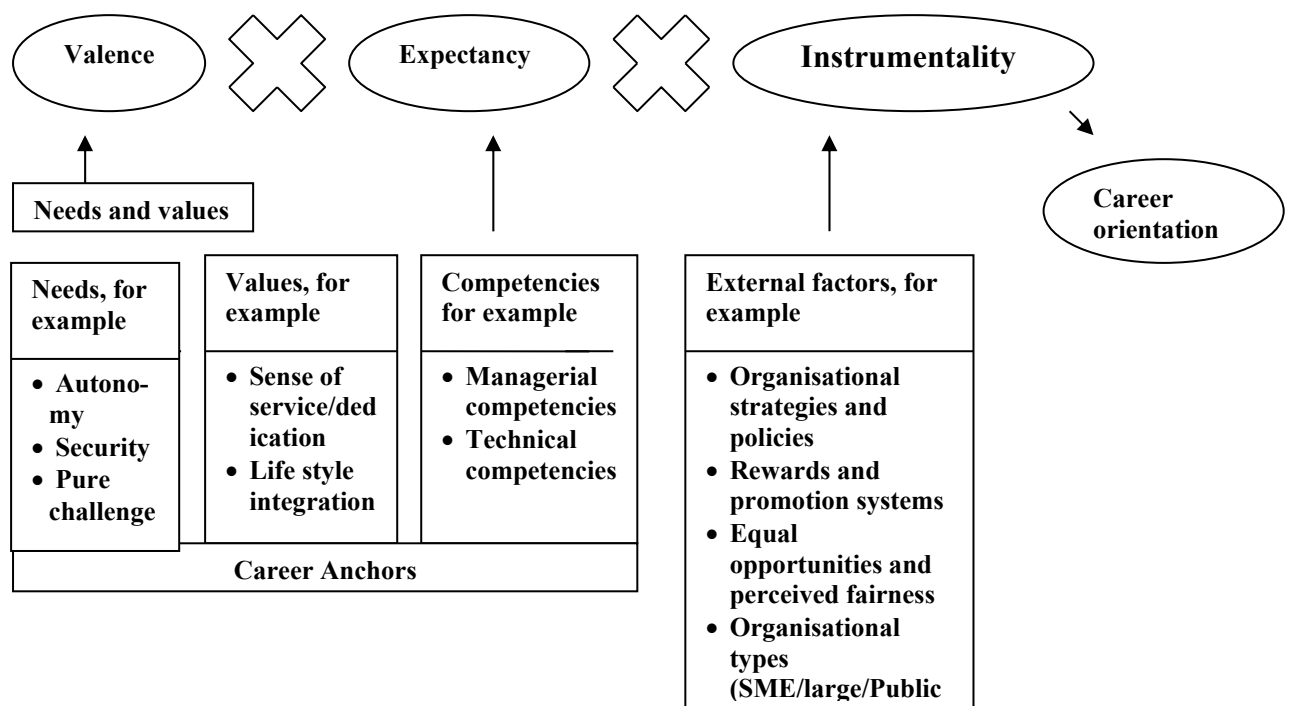 Valence
Expectancy
Instrumentality
Needs and values
Career
orientation
Needs, for
example
• Autono-
my
• Security
• Pure
challenge
Values, for
example
• Sense of
service/ded
ication
• Life style
integration
Competencies
for example
• Managerial
competencies
• Technical
competencies
Career Anchors
External factors, for
example
• Organisational
strategies and
policies
• Rewards and
promotion systems
• Equal
opportunities and
perceived fairness
• Organisational
types
(SME/large/Public